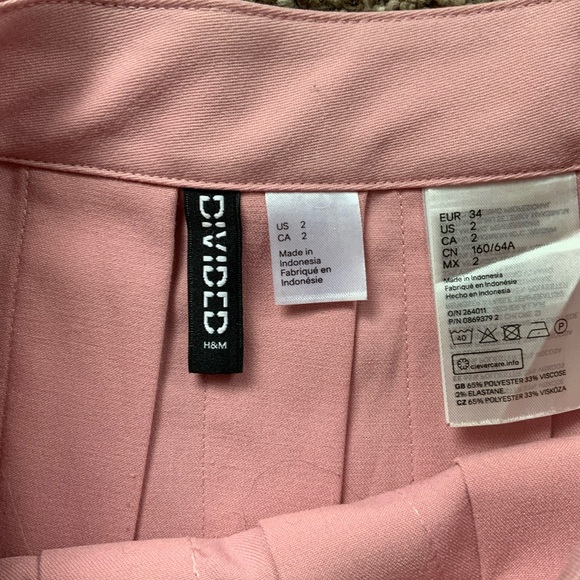 DIVIDED
H&M
US 2
CA 2
Made in
Indonesia
Fabriqué en
Indonésie
EUR 34
US 2
CA 2
CN 160/64A
MX 2
Made in Indonesia
Fabriqué en Indonésie
Hecho en Indonesia
O/N 264011
P/N 0869379 2
40
P
clevercare.info
GB 65% POLYESTER 33% VISCOSE
2% ELASTANE
CZ 65% POLYESTER 33% VISKÓZA